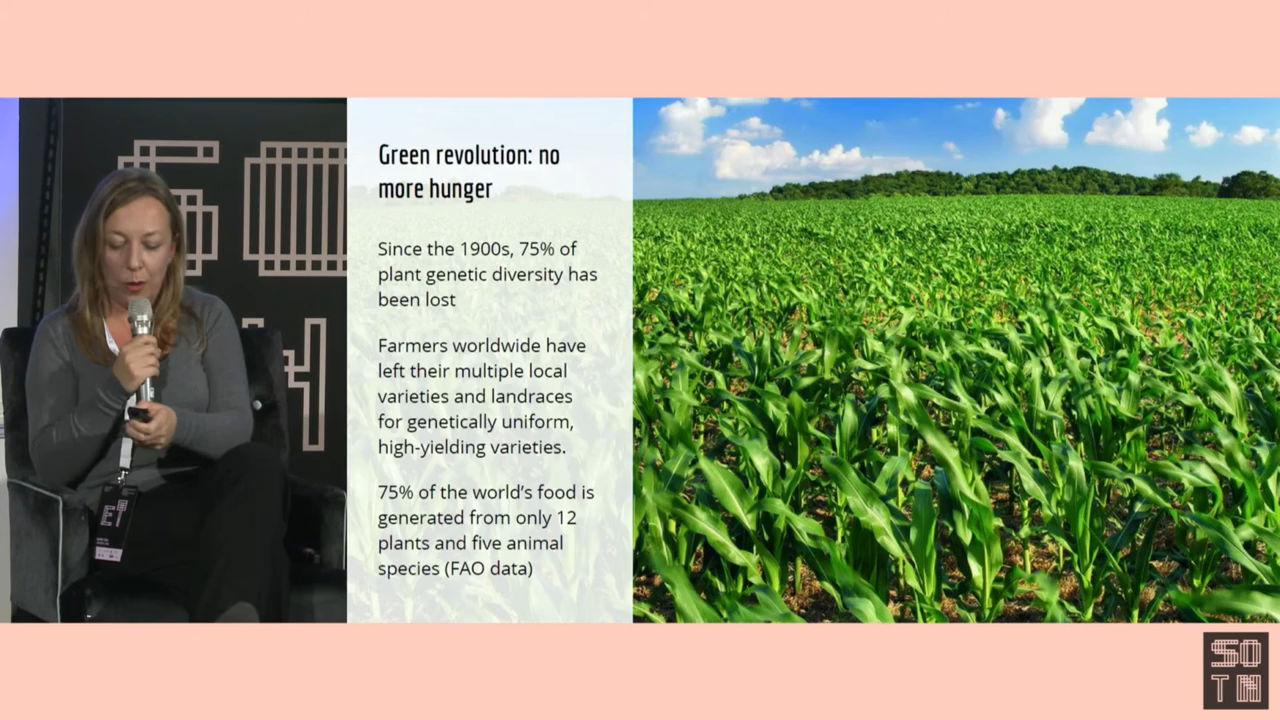 Green revolution: no
more hunger
Since the 1900s, 75% of
plant genetic diversity has
been lost
Farmers worldwide have
left their multiple local
varieties and landraces
for genetically uniform,
high-yielding varieties.
75% of the world's food is
generated from only 12
plants and five animal
species (FAO data)
SO
TN